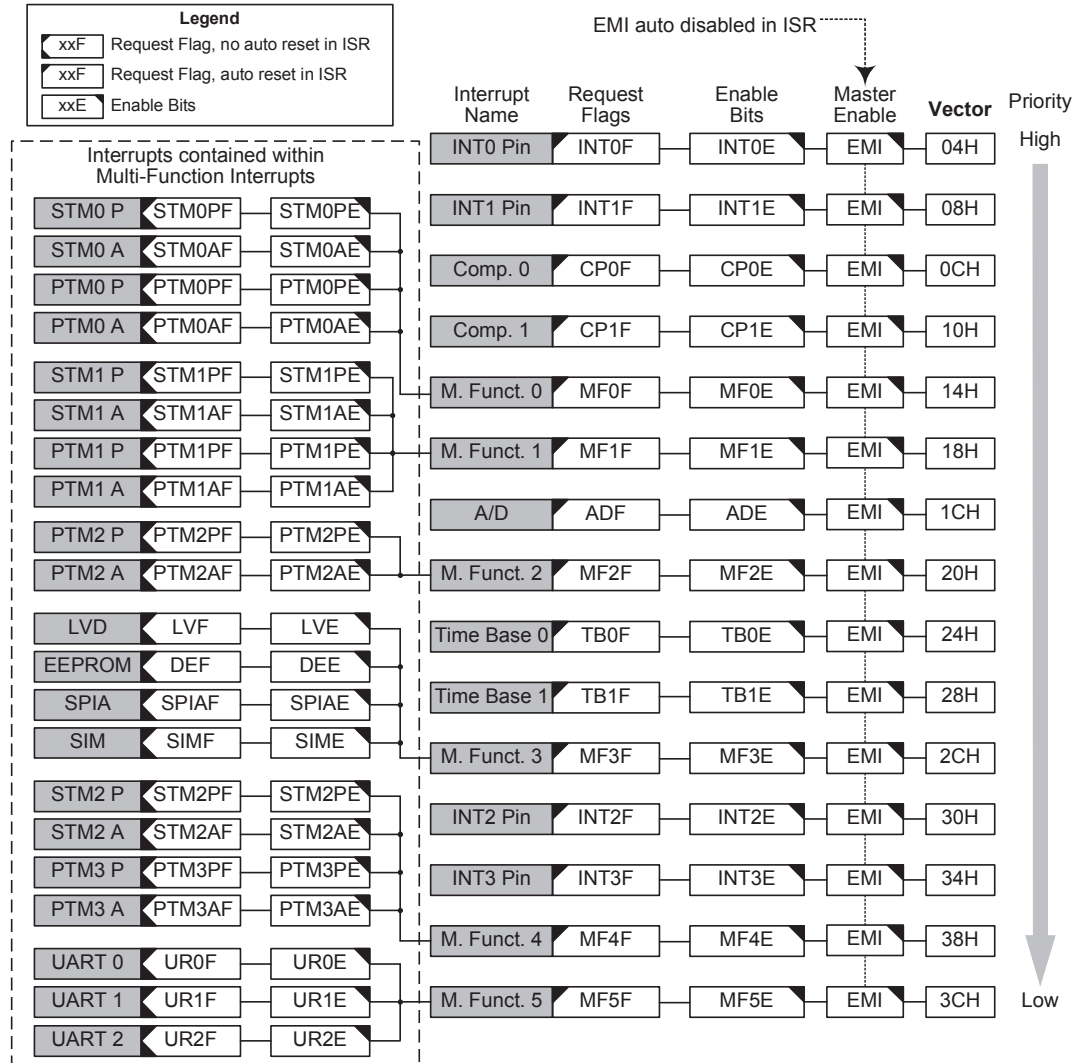 Legend
xxF Request Flag, no auto reset in ISR
xxF Request Flag, auto reset in ISR
xxE Enable Bits
EMI auto disabled in ISR
Interrupts contained within
Multi-Function Interrupts
STM0 P STM0PF STM0PE
STM0 A STM0AF STM0AE
PTM0 P PTM0PF PTM0PE
PTM0 A PTM0AF PTM0AE
STM1 P STM1PF STM1PE
STM1 A STM1AF STM1AE
PTM1 P PTM1PF PTM1PE
PTM1 A PTM1AF PTM1AE
PTM2 P PTM2PF PTM2PE
PTM2 A PTM2AF PTM2AE
LVD LVF LVE
EEPROM DEF DEE
SPIA SPIAF SPIAE
SIM SIMF SIME
STM2 P STM2PF STM2PE
STM2 A STM2AF STM2AE
PTM3 P PTM3PF PTM3PE
PTM3 A PTM3AF PTM3AE
UART 0 UR0F UR0E
UART 1 UR1F UR1E
UART 2 UR2F UR2E
Interrupt Name Request Flags Enable Bits Master Enable Vector Priority
INT0 Pin INT0F INT0E EMI 04H High
INT1 Pin INT1F INT1E EMI 08H
Comp. 0 CP0F CP0E EMI 0CH
Comp. 1 CP1F CP1E EMI 10H
M. Funct. 0 MF0F MF0E EMI 14H
M. Funct. 1 MF1F MF1E EMI 18H
A/D ADF ADE EMI 1CH
M. Funct. 2 MF2F MF2E EMI 20H
Time Base 0 TB0F TB0E EMI 24H
Time Base 1 TB1F TB1E EMI 28H
M. Funct. 3 MF3F MF3E EMI 2CH
INT2 Pin INT2F INT2E EMI 30H
INT3 Pin INT3F INT3E EMI 34H
M. Funct. 4 MF4F MF4E EMI 38H
M. Funct. 5 MF5F MF5E EMI 3CH Low